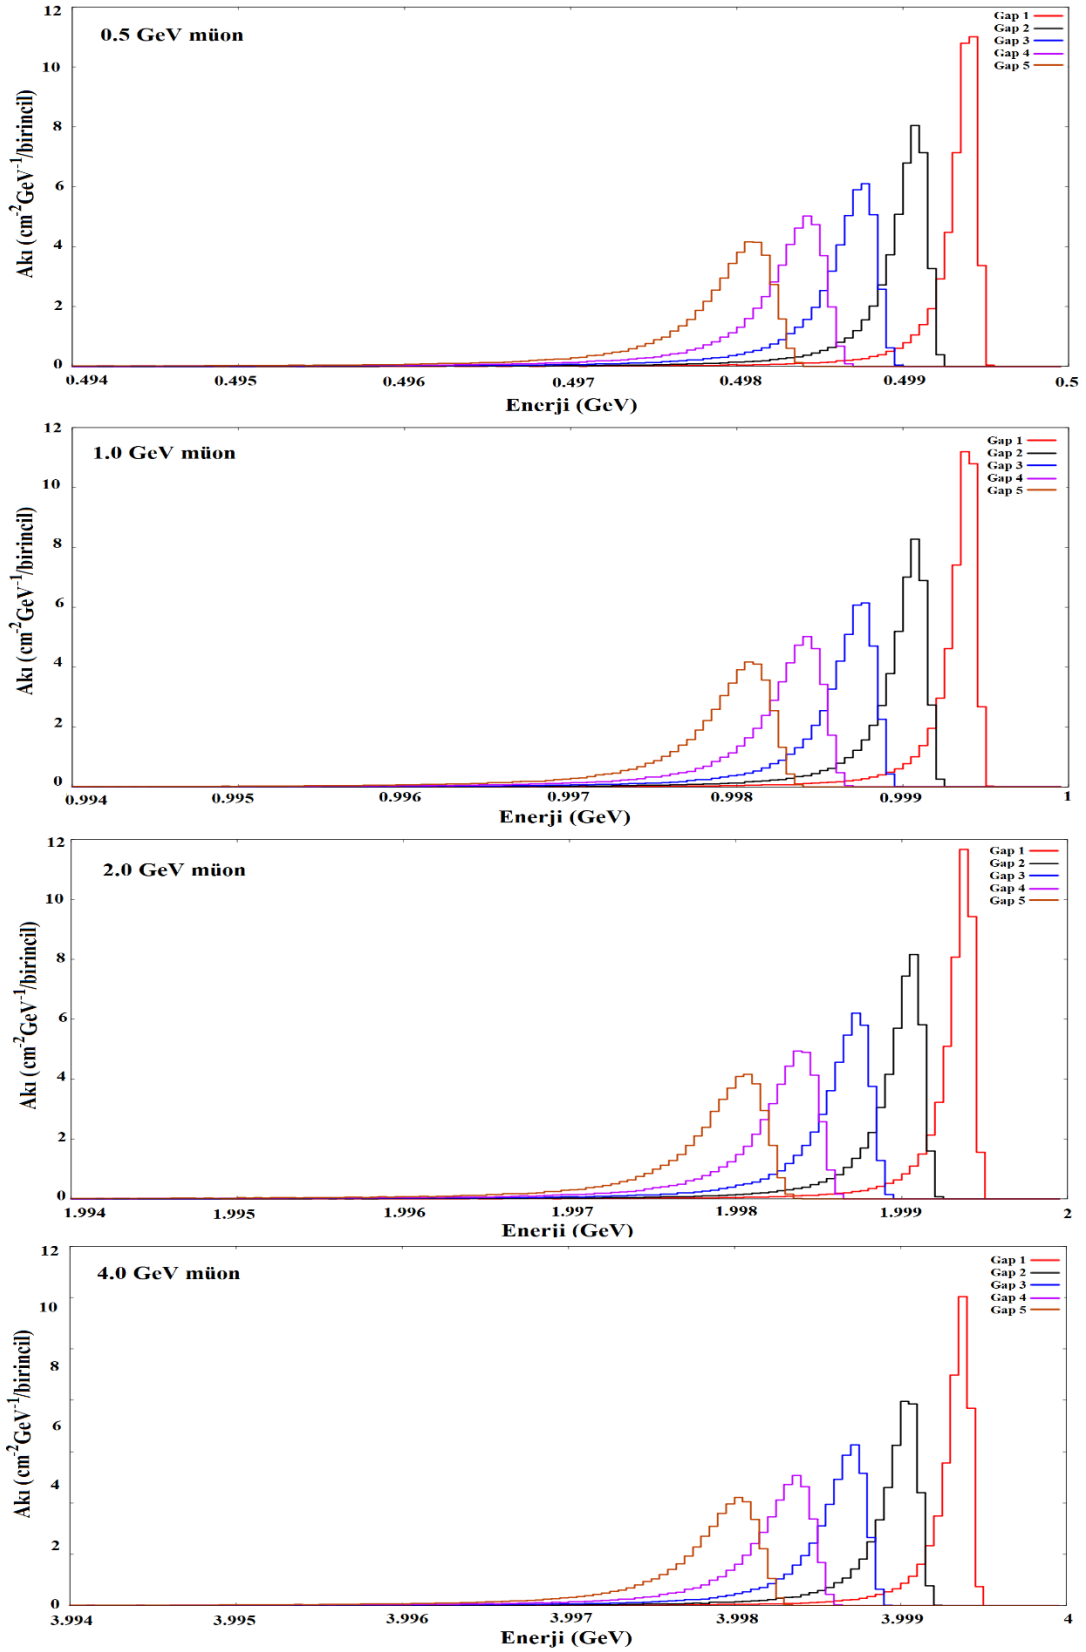 12
10
8
6
4
2
0
Akı (cm⁻²GeV⁻¹/birincil)
0.5 GeV müon
Gap 1
Gap 2
Gap 3
Gap 4
Gap 5
0.494 0.495 0.496 0.497 0.498 0.499 0.5
Enerji (GeV)
12
10
8
6
4
2
0
Akı (cm⁻²GeV⁻¹/birincil)
1.0 GeV müon
Gap 1
Gap 2
Gap 3
Gap 4
Gap 5
0.994 0.995 0.996 0.997 0.998 0.999 1
Enerji (GeV)
12
10
8
6
4
2
0
Akı (cm⁻²GeV⁻¹/birincil)
2.0 GeV müon
Gap 1
Gap 2
Gap 3
Gap 4
Gap 5
1.994 1.995 1.996 1.997 1.998 1.999 2
Enerji (GeV)
12
10
8
6
4
2
0
Akı (cm⁻²GeV⁻¹/birincil)
4.0 GeV müon
Gap 1
Gap 2
Gap 3
Gap 4
Gap 5
3.994 3.995 3.996 3.997 3.998 3.999 4
Enerji (GeV)